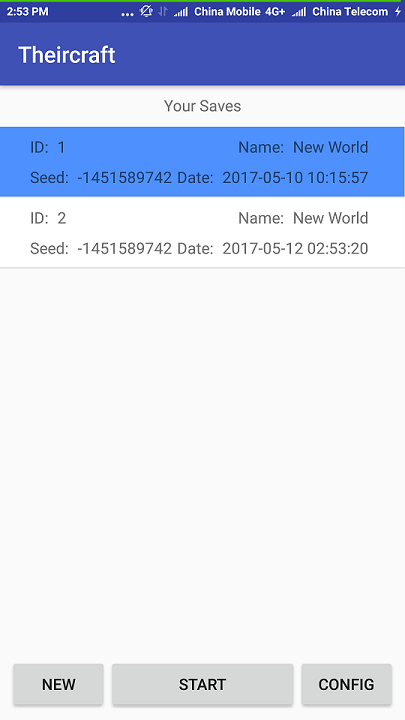 2:53 PM ... China Mobile 4G+ China Telecom
Theircraft
Your Saves
ID: 1 Name: New World
Seed: -1451589742 Date: 2017-05-10 10:15:57
ID: 2 Name: New World
Seed: -1451589742 Date: 2017-05-12 02:53:20
NEW START CONFIG